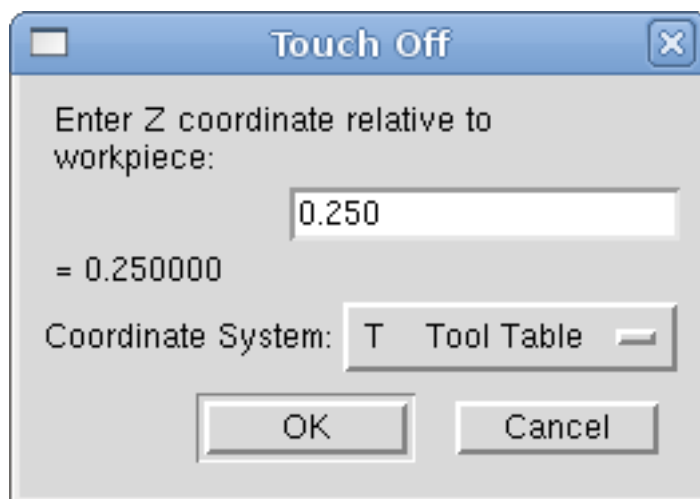 Touch Off
Enter Z coordinate relative to
workpiece:
0.250
= 0.250000
Coordinate System: T Tool Table
OK Cancel